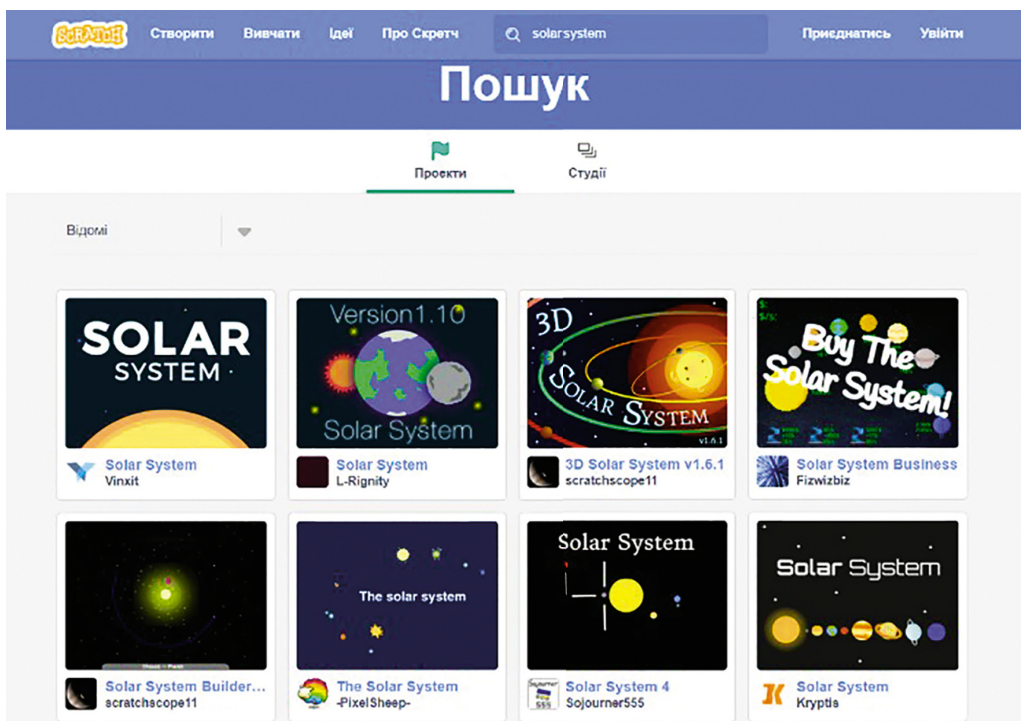 SCRATCH Створити Вивчати Ідеї Про Скретч solarsystem Приєднатись Увійти
Пошук
Проекти Студії
Відомі
SOLAR
SYSTEM
Version1.10
Solar System
3D
SOLAR SYSTEM
v1.6.1
$:
$/s:
Buy The
Solar System!
Solar System
Vinxit
Solar System
L-Rignity
3D Solar System v1.6.1
scratchscope11
Solar System Business
Fizwizbiz
The solar system
Solar System
Solar System
Solar System Builder...
scratchscope11
The Solar System
-PixelSheep-
Sojourner
555
Solar System 4
Sojourner555
Solar System
Kryptis